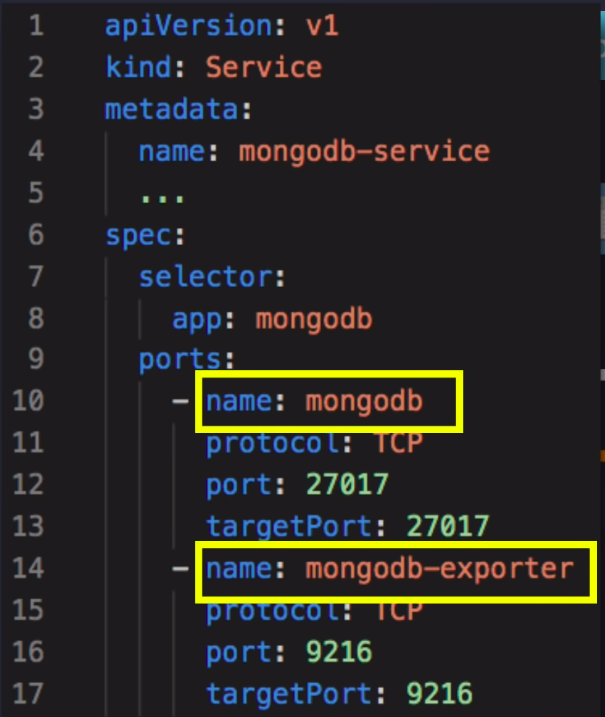 1 apiVersion: v1
2 kind: Service
3 metadata:
4 name: mongodb-service
5 ...
6 spec:
7 selector:
8 app: mongodb
9 ports:
10 - name: mongodb
11 protocol: TCP
12 port: 27017
13 targetPort: 27017
14 - name: mongodb-exporter
15 protocol: TCP
16 port: 9216
17 targetPort: 9216